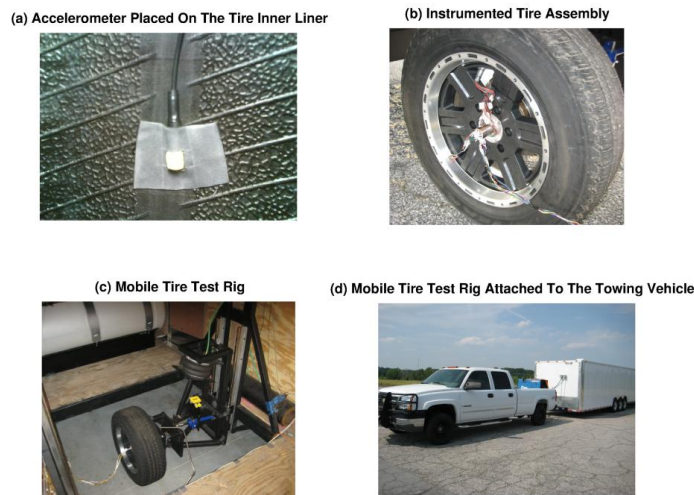 (a) Accelerometer Placed On The Tire Inner Liner
(b) Instrumented Tire Assembly
(c) Mobile Tire Test Rig
(d) Mobile Tire Test Rig Attached To The Towing Vehicle